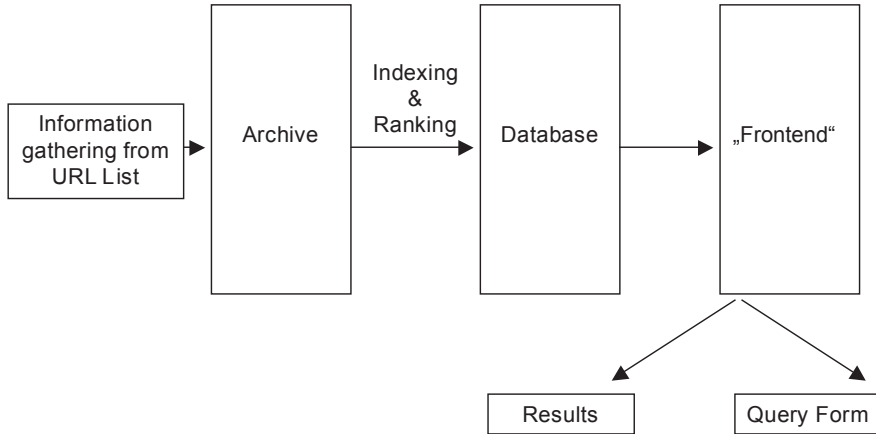 Information
gathering from
URL List
Archive
Indexing
&
Ranking
Database
„Frontend“
Results
Query Form